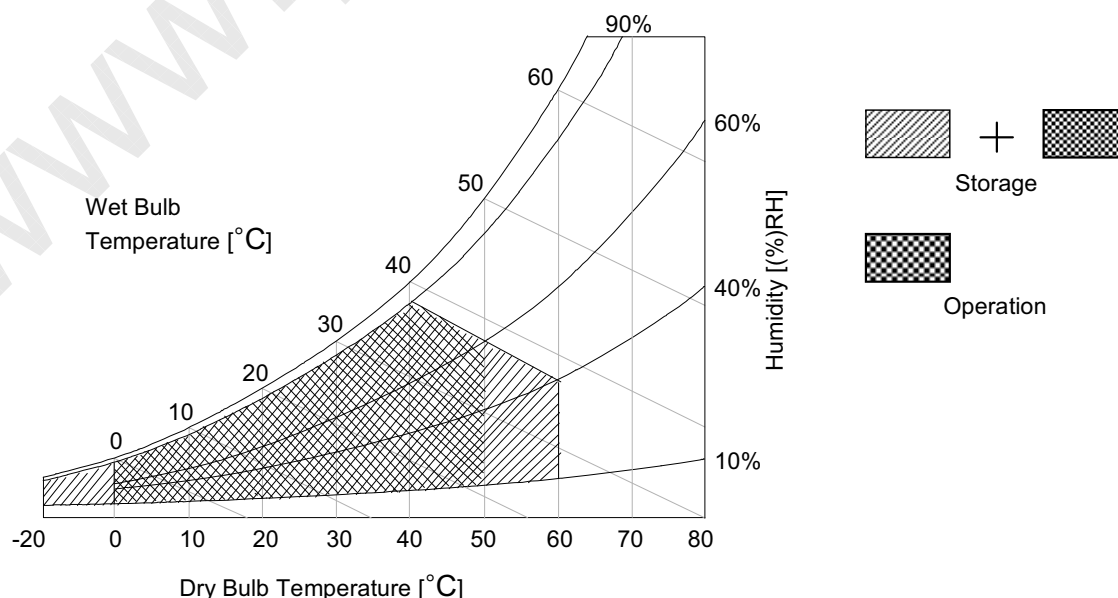 90%
60
60%
50
Wet Bulb
Temperature [°C]
40
40%
30
20
10
0
10%
Humidity [(%)RH]
-20 0 10 20 30 40 50 60 70 80
Dry Bulb Temperature [°C]
+
Storage
Operation